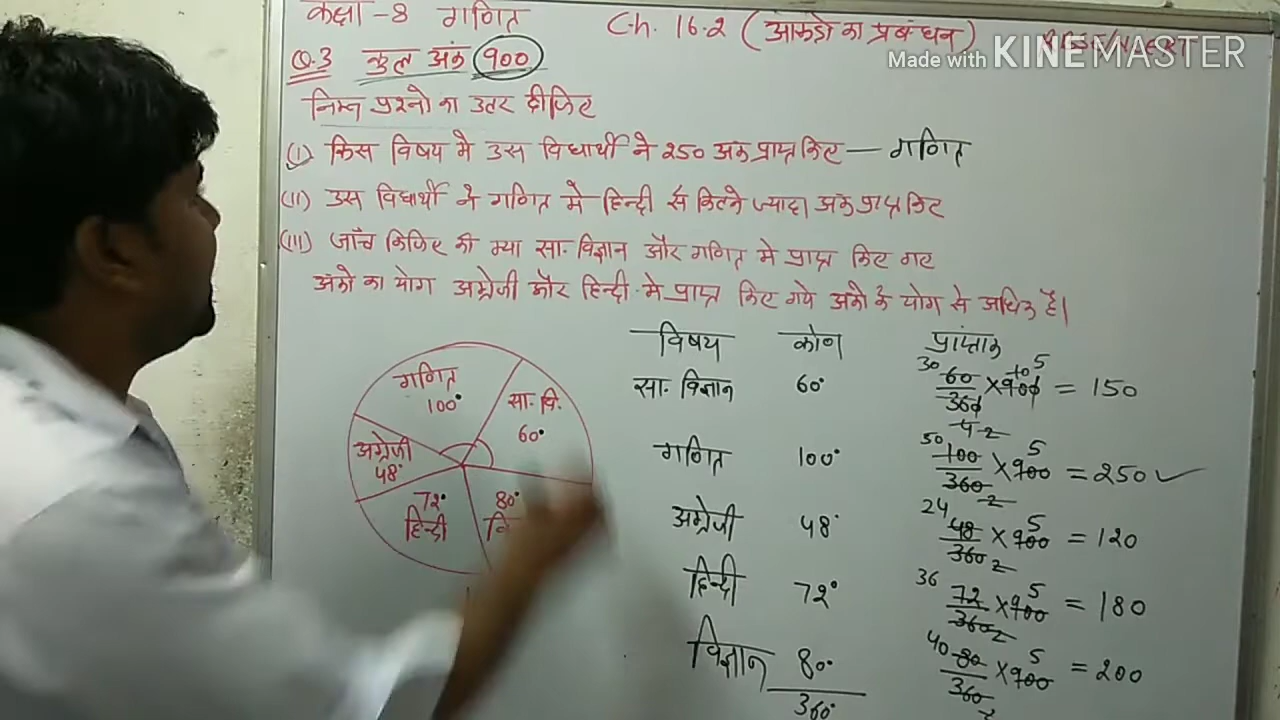 कक्षा -8 गणित
Ch. 16.2 (आंकडो का प्रबंधन)
Made with KINEMASTER
Q.3 कुल अंक 900
निम्न प्रश्नो का उतर दीजिए
(I) किस विषय मे उस विधार्थी ने 250 अंक प्राप्त किए — गणित
(II) उस विधार्थी ने गणित मे हिन्दी से कितने ज्यादा अंक प्राप्त किए
(III) जाँच किजिए की क्या सा. विज्ञान और गणित मे प्राप्त किए गए
अंको का योग अंग्रेजी और हिन्दी मे प्राप्त किए गये अंको के योग से अधिक है।
गणित
100°
सा. वि.
60°
अंग्रेजी
48°
72°
हिन्दी
80°
वि
विषय कोण प्राप्तांक
सा. विज्ञान 60° 60/360 × 900 = 150
गणित 100° 100/360 × 900 = 250 ✓
अंग्रेजी 48° 48/360 × 900 = 120
हिन्दी 72° 72/360 × 900 = 180
विज्ञान 80° 80/360 × 900 = 200
360°